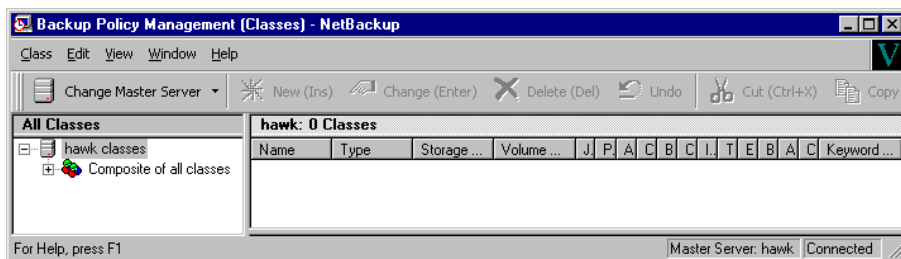 Backup Policy Management (Classes) - NetBackup
Class Edit View Window Help V
Change Master Server New (Ins) Change (Enter) Delete (Del) Undo Cut (Ctrl+X) Copy
All Classes hawk: 0 Classes
hawk classes Name Type Storage ... Volume ... J. P. A C B C I.. T E B A C Keyword ...
Composite of all classes
For Help, press F1 Master Server: hawk Connected